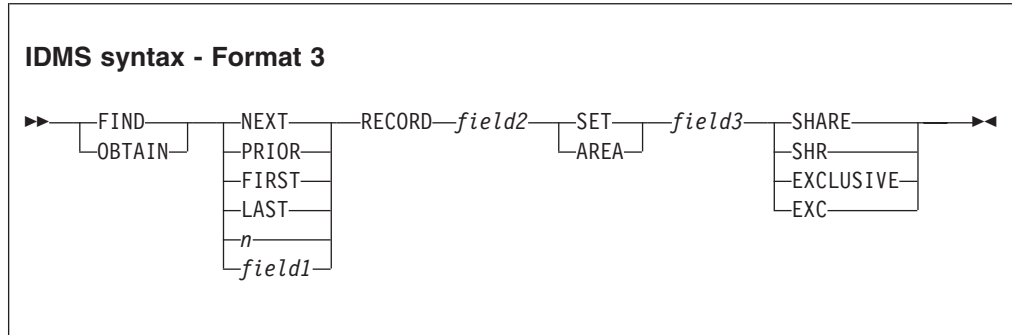 IDMS syntax - Format 3
FIND NEXT RECORD field2 SET field3 SHARE
OBTAIN PRIOR AREA SHR
FIRST EXCLUSIVE
LAST EXC
n
field1